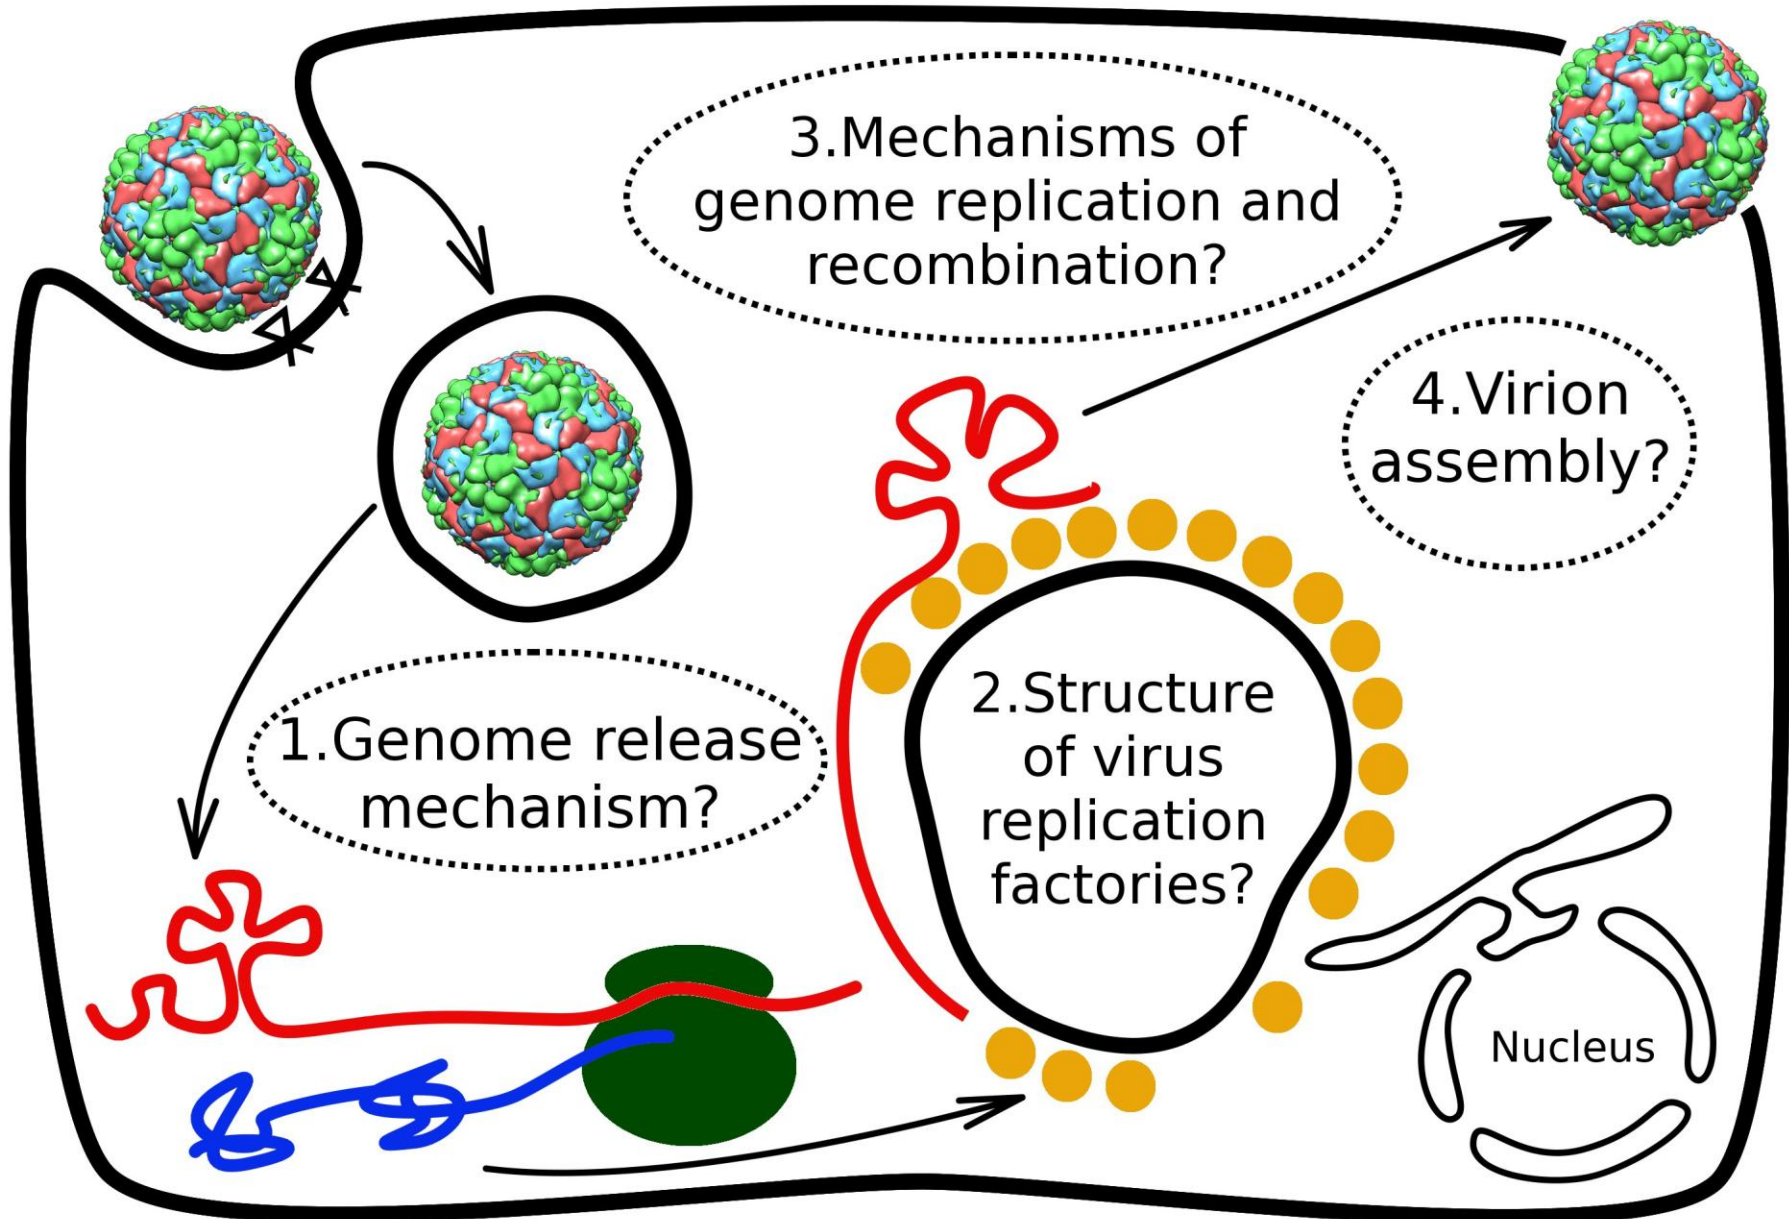 3.Mechanisms of
genome replication and
recombination?
4.Virion
assembly?
1.Genome release
mechanism?
2.Structure
of virus
replication
factories?
Nucleus